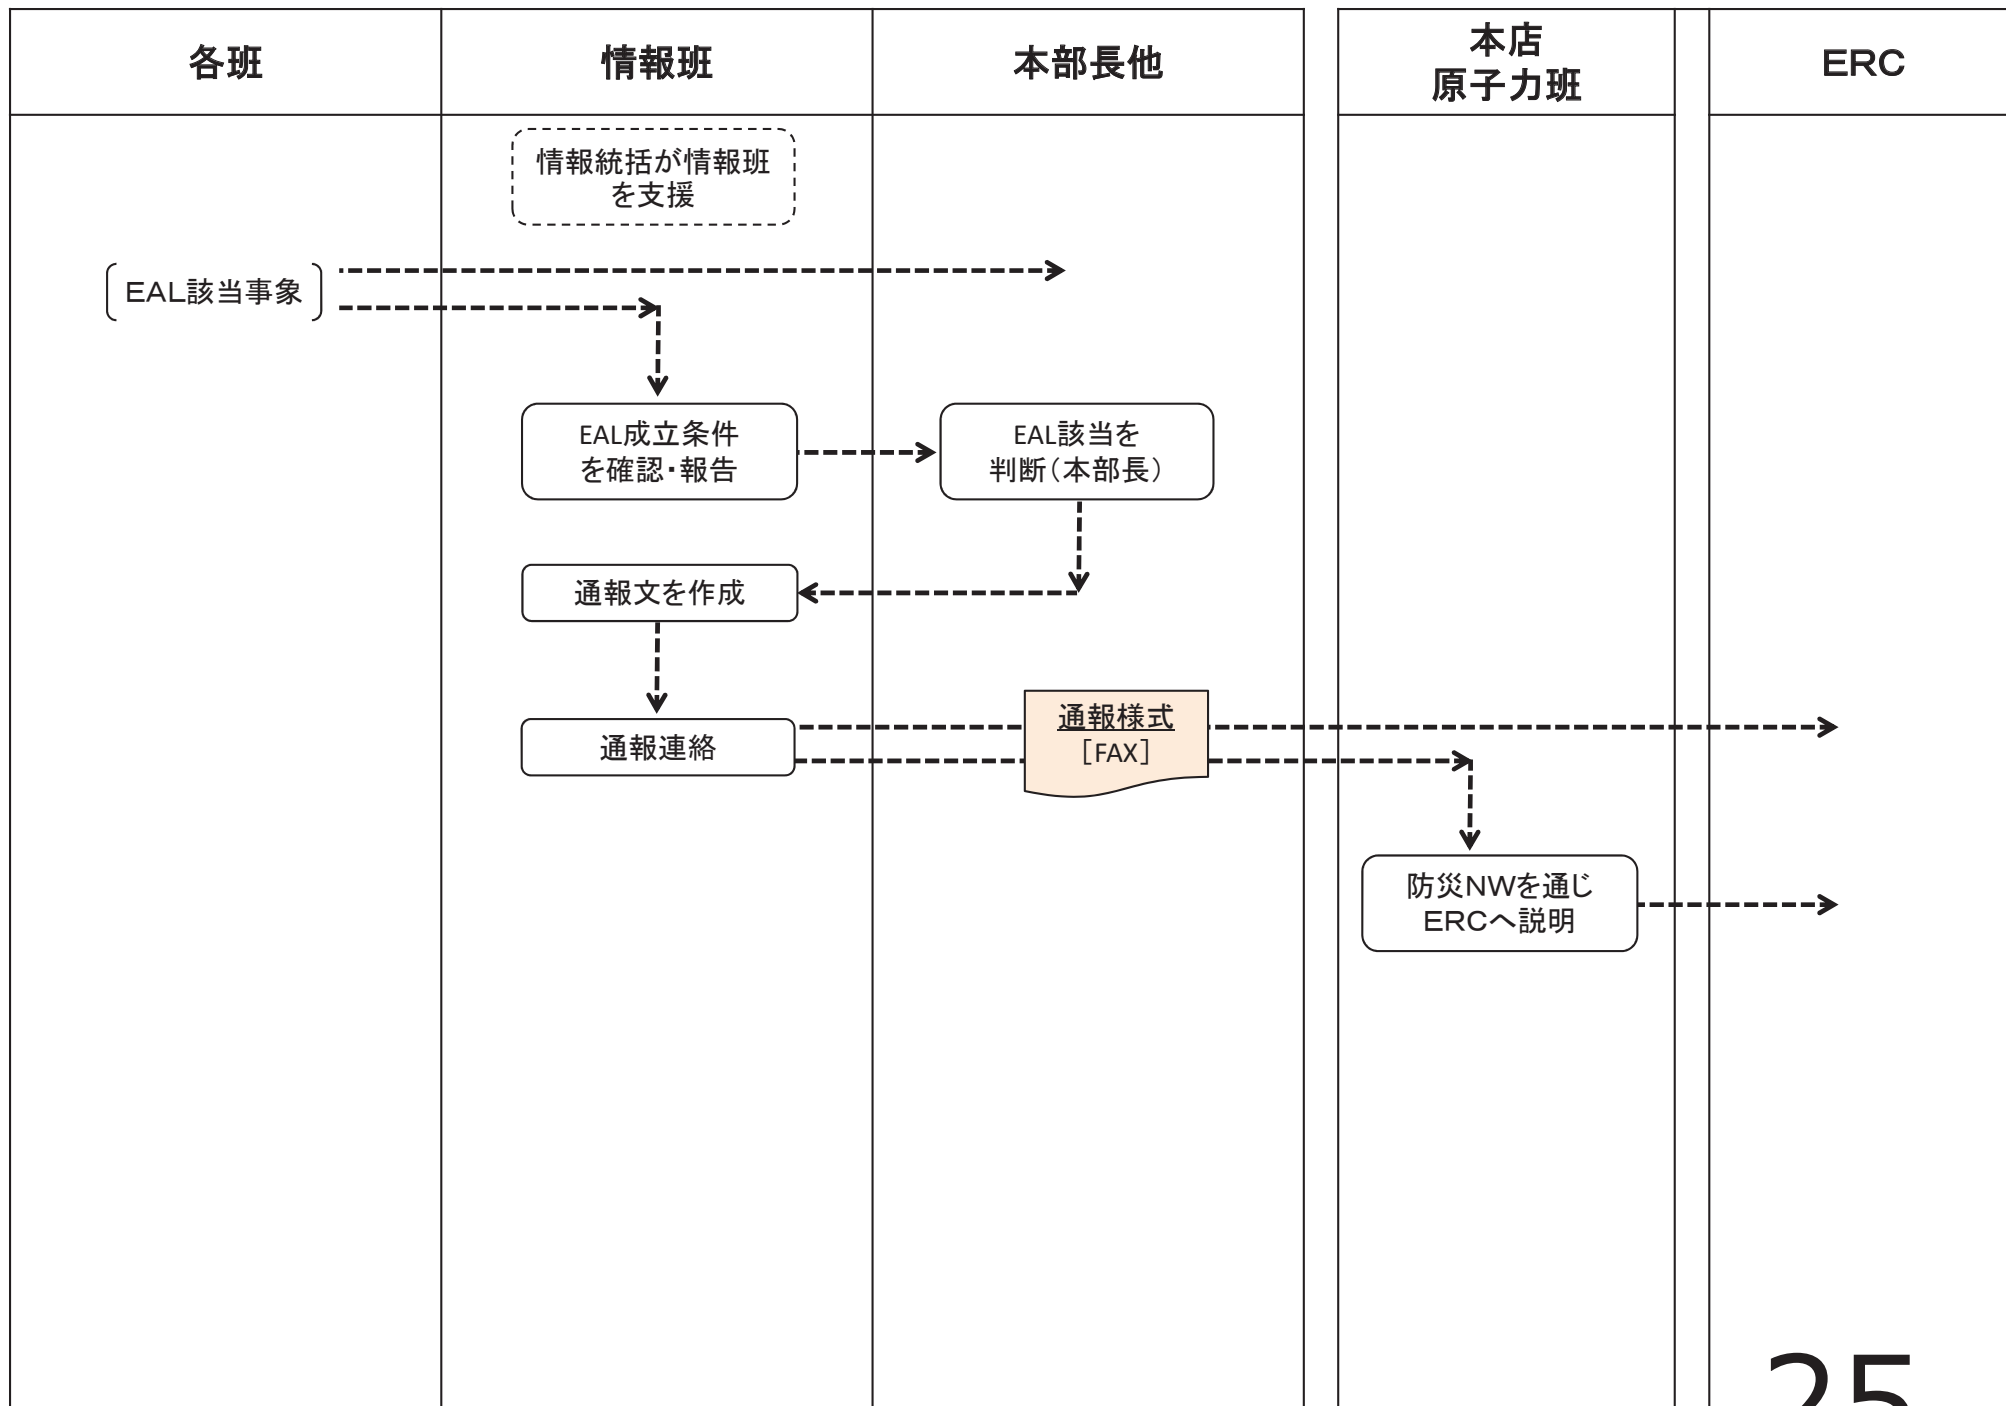 各班
情報班
本部長他
本店
原子力班
ERC
情報統括が情報班
を支援
EAL該当事象
EAL成立条件
を確認・報告
EAL該当を
判断（本部長）
通報文を作成
通報連絡
通報様式
［FAX］
防災NWを通じ
ERCへ説明
25